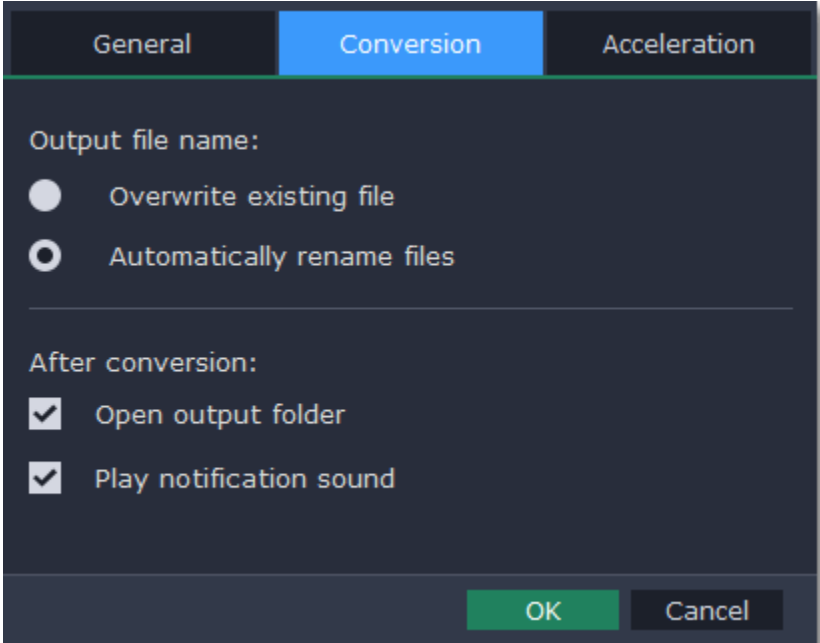 General Conversion Acceleration
Output file name:
Overwrite existing file
Automatically rename files
After conversion:
Open output folder
Play notification sound
OK Cancel